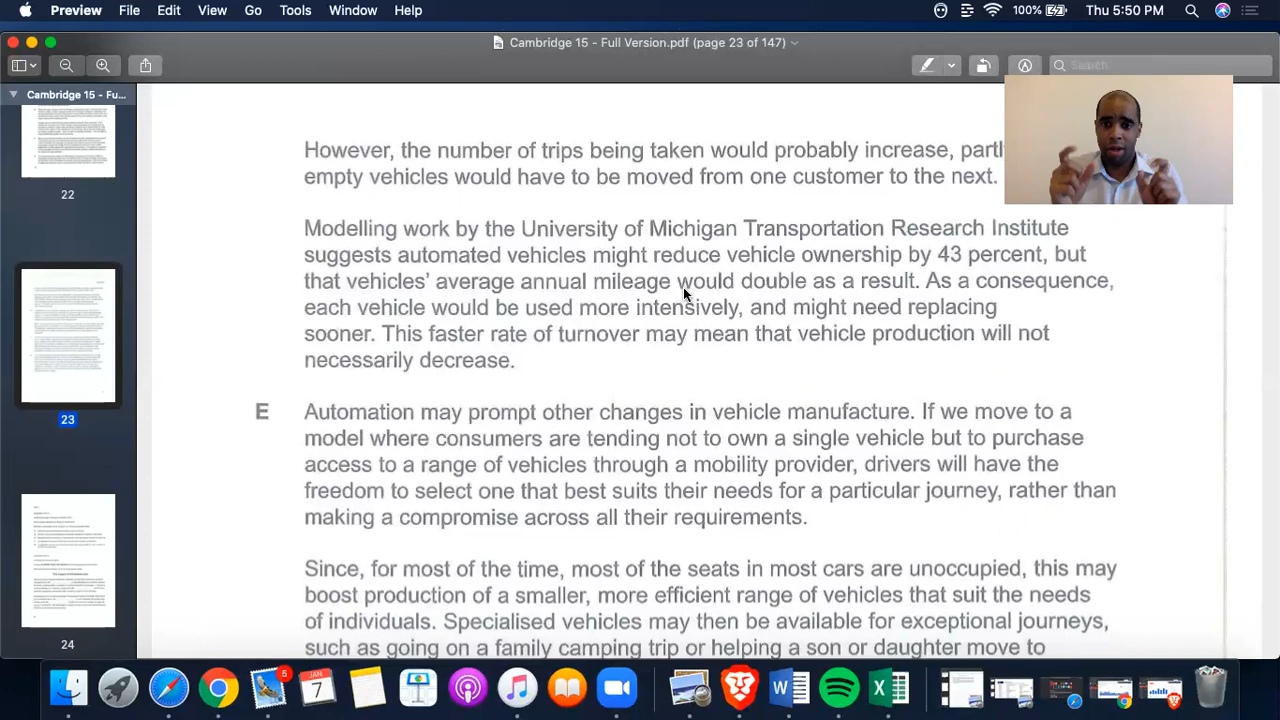 Preview File Edit View Go Tools Window Help 100% Thu 5:50 PM
Cambridge 15 - Full Version.pdf (page 23 of 147)
Search
Cambridge 15 - Fu...
22
23
24
However, the number of trips being taken would probably increase,
empty vehicles would have to be moved from one customer to the next.
Modelling work by the University of Michigan Transportation Research Institute
suggests automated vehicles might reduce vehicle ownership by 43 percent, but
that vehicles' average annual mileage would double as a result. As a consequence,
each vehicle would be used more intensively, and might need replacing
sooner. This faster rate of turnover may mean that vehicle production will not
necessarily decrease.
E Automation may prompt other changes in vehicle manufacture. If we move to a
model where consumers are tending not to own a single vehicle but to purchase
access to a range of vehicles through a mobility provider, drivers will have the
freedom to select one that best suits their needs for a particular journey, rather than
making a compromise across all their requirements.
Since, for most of the time, most of the seats in most cars are unoccupied, this may
boost production of a smaller, more efficient range of vehicles that suit the needs
of individuals. Specialised vehicles may then be available for exceptional journeys,
such as going on a family camping trip or helping a son or daughter move to
5
JAN
7